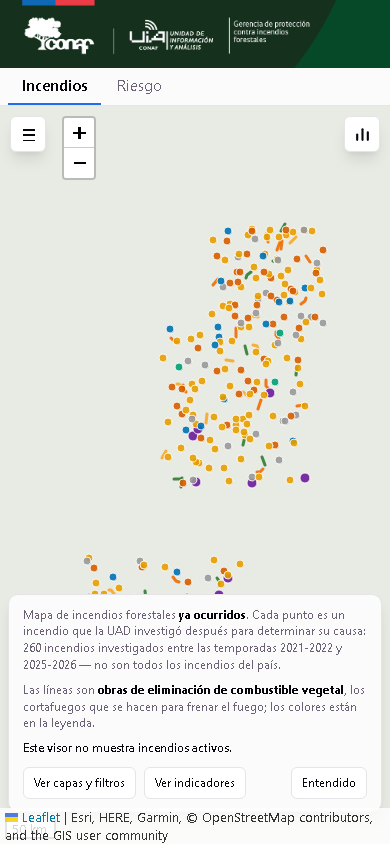 CONAF
UIA
CONAF
UNIDAD DE
INFORMACIÓN
Y ANÁLISIS
Gerencia de protección
contra incendios
forestales
Incendios
Riesgo
+
−
Mapa de incendios forestales ya ocurridos. Cada punto es un
incendio que la UAD investigó después para determinar su causa:
260 incendios investigados entre las temporadas 2021-2022 y
2025-2026 — no son todos los incendios del país.
Las líneas son obras de eliminación de combustible vegetal, los
cortafuegos que se hacen para frenar el fuego; los colores están
en la leyenda.
Este visor no muestra incendios activos.
Ver capas y filtros
Ver indicadores
Entendido
50 km
Leaflet | Esri, HERE, Garmin, © OpenStreetMap contributors,
and the GIS user community